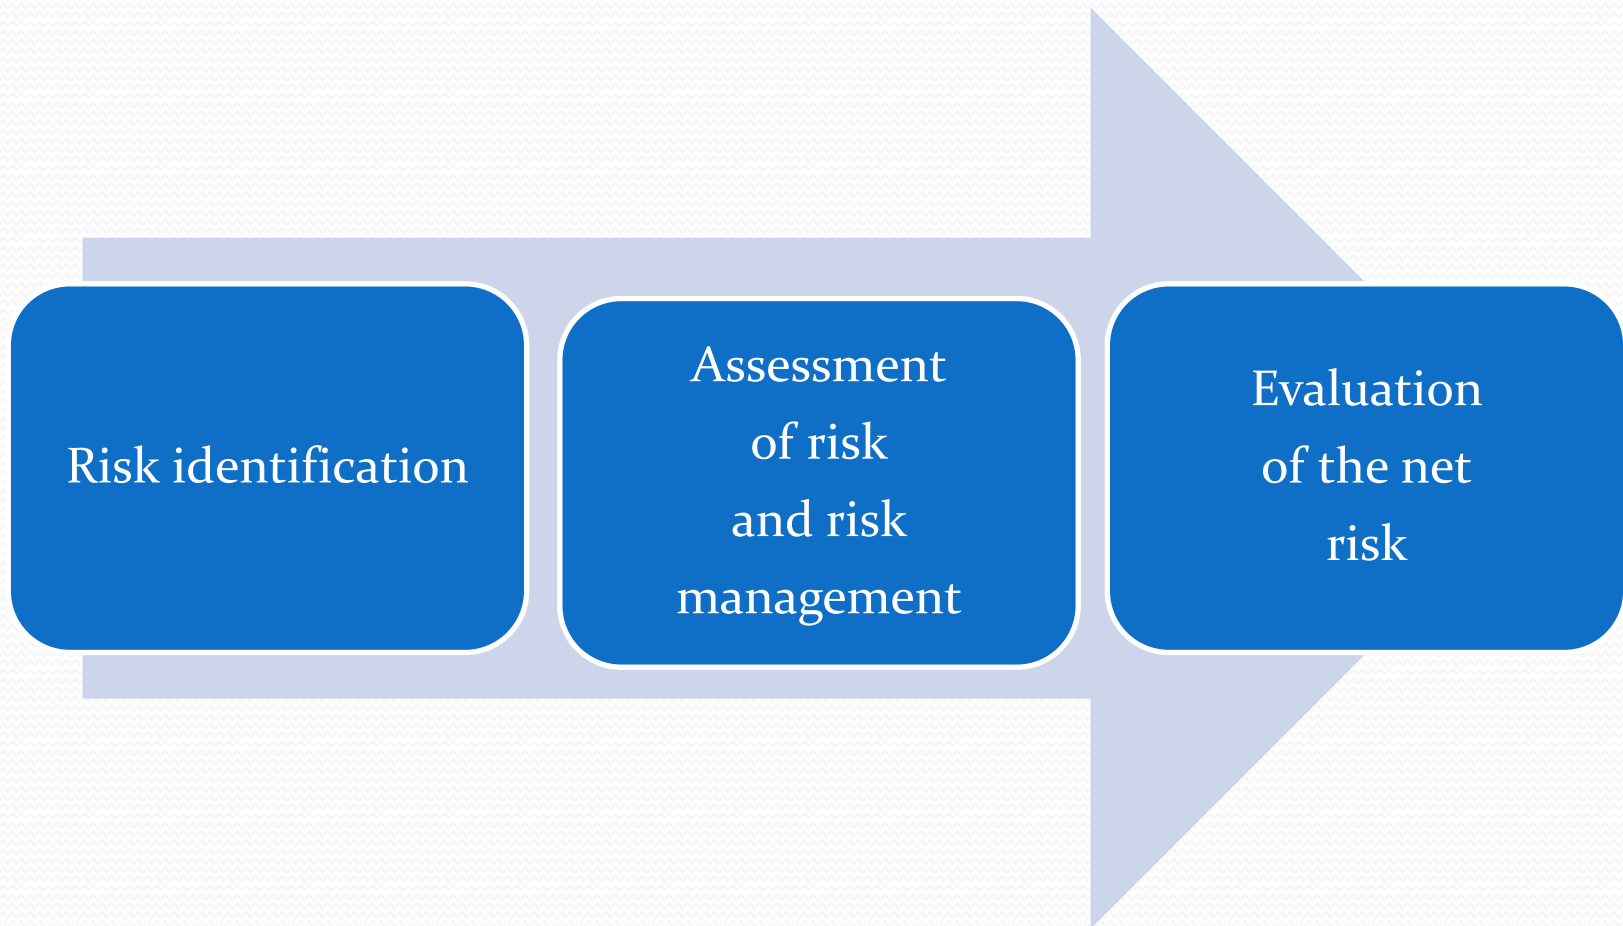 Risk identification
Assessment
of risk
and risk
management
Evaluation
of the net
risk